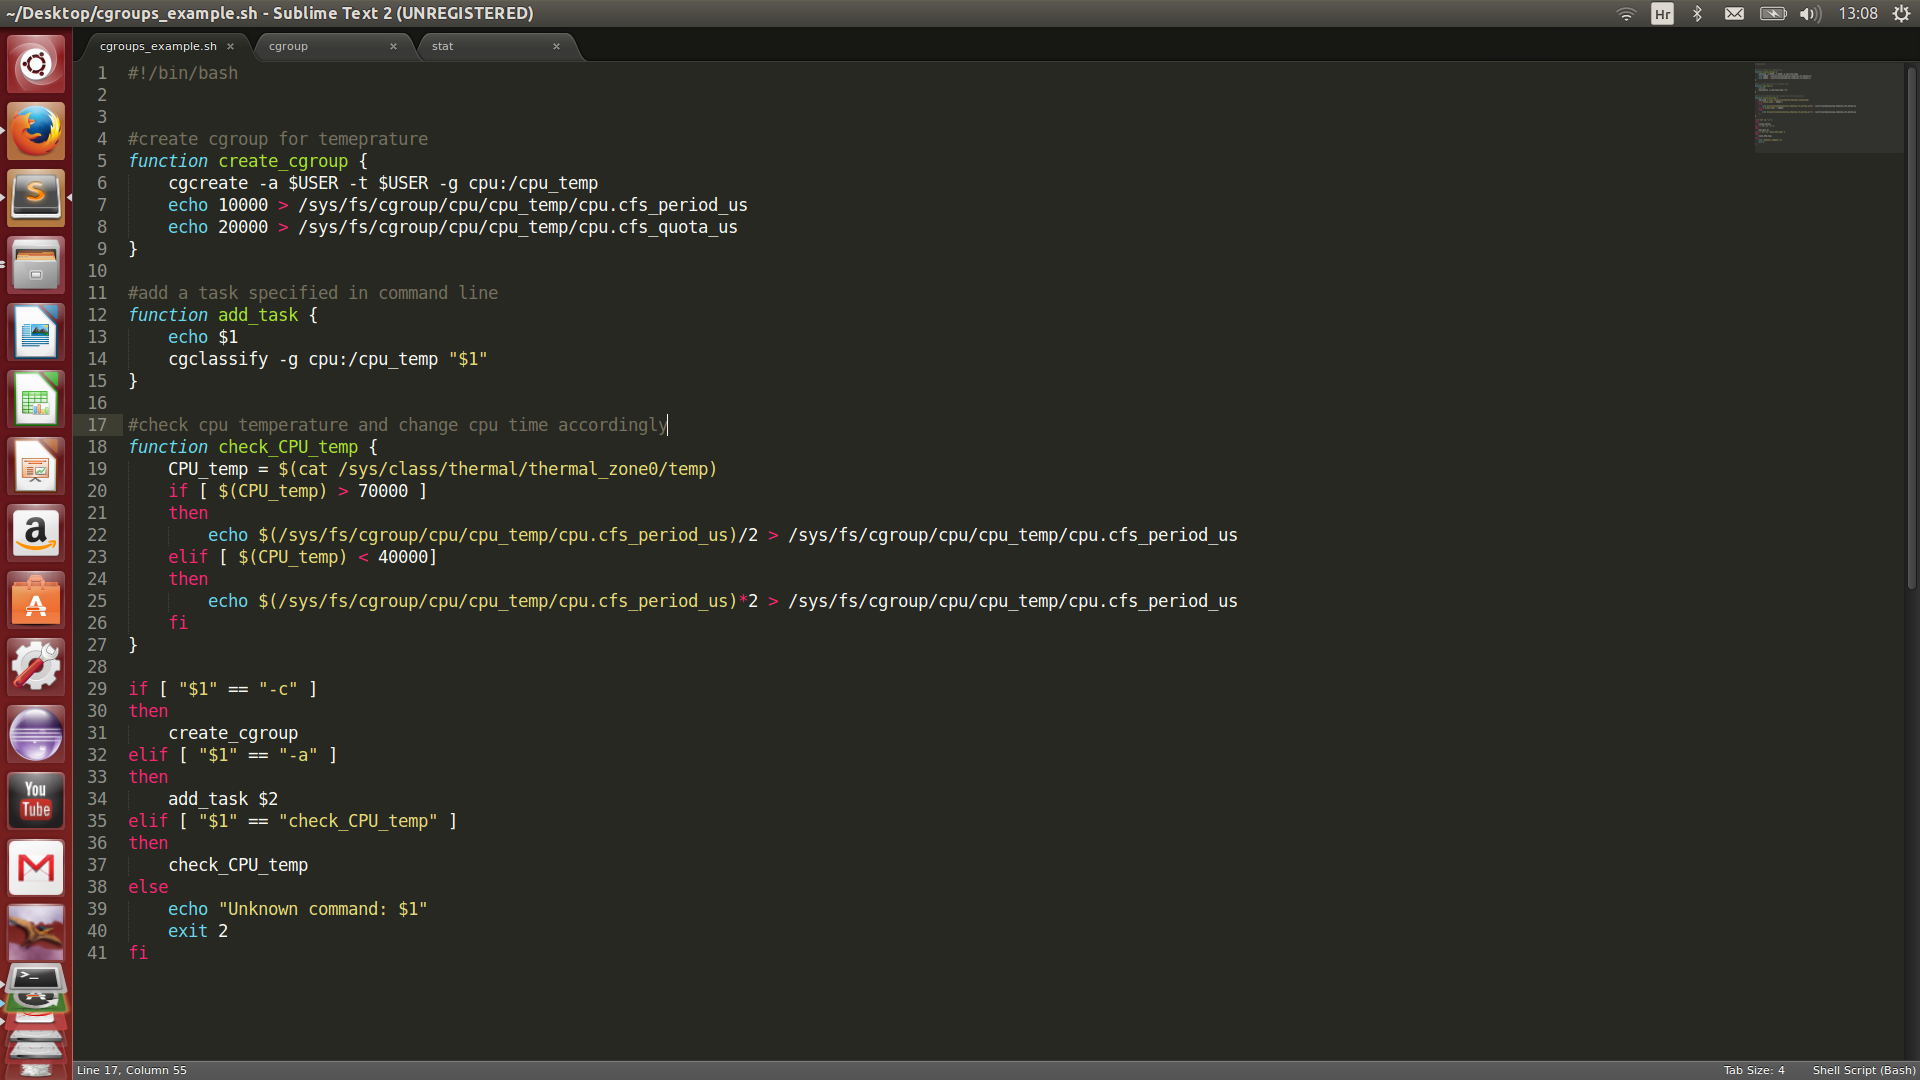 ~/Desktop/cgroups_example.sh - Sublime Text 2 (UNREGISTERED)
Hr
13:08
cgroups_example.sh ×
cgroup ×
stat ×
1 #!/bin/bash
2
3
4 #create cgroup for temeprature
5 function create_cgroup {
6     cgcreate -a $USER -t $USER -g cpu:/cpu_temp
7     echo 10000 > /sys/fs/cgroup/cpu/cpu_temp/cpu.cfs_period_us
8     echo 20000 > /sys/fs/cgroup/cpu/cpu_temp/cpu.cfs_quota_us
9 }
10
11 #add a task specified in command line
12 function add_task {
13     echo $1
14     cgclassify -g cpu:/cpu_temp "$1"
15 }
16
17 #check cpu temperature and change cpu time accordingly
18 function check_CPU_temp {
19     CPU_temp = $(cat /sys/class/thermal/thermal_zone0/temp)
20     if [ $(CPU_temp) > 70000 ]
21     then
22         echo $(/sys/fs/cgroup/cpu/cpu_temp/cpu.cfs_period_us)/2 > /sys/fs/cgroup/cpu/cpu_temp/cpu.cfs_period_us
23     elif [ $(CPU_temp) < 40000]
24     then
25         echo $(/sys/fs/cgroup/cpu/cpu_temp/cpu.cfs_period_us)*2 > /sys/fs/cgroup/cpu/cpu_temp/cpu.cfs_period_us
26     fi
27 }
28
29 if [ "$1" == "-c" ]
30 then
31     create_cgroup
32 elif [ "$1" == "-a" ]
33 then
34     add_task $2
35 elif [ "$1" == "check_CPU_temp" ]
36 then
37     check_CPU_temp
38 else
39     echo "Unknown command: $1"
40     exit 2
41 fi
You
Tube
Line 17, Column 55
Tab Size: 4
Shell Script (Bash)